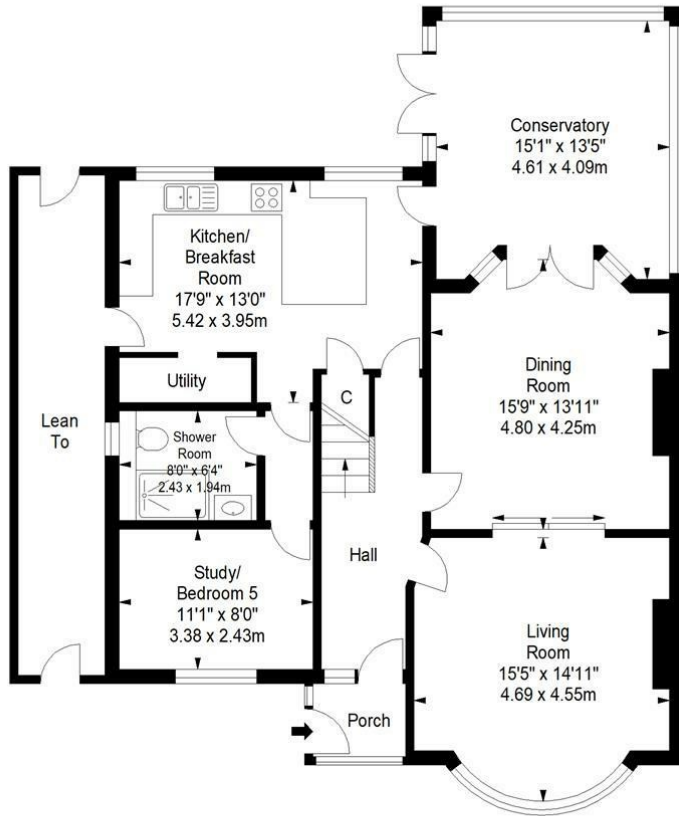 Conservatory
15'1" x 13'5"
4.61 x 4.09m
Kitchen/
Breakfast
Room
17'9" x 13'0"
5.42 x 3.95m
Utility
C
Dining
Room
15'9" x 13'11"
4.80 x 4.25m
Lean
To
Shower
Room
8'0" x 6'4"
2.43 x 1.94m
Hall
Study/
Bedroom 5
11'1" x 8'0"
3.38 x 2.43m
Living
Room
15'5" x 14'11"
4.69 x 4.55m
Porch